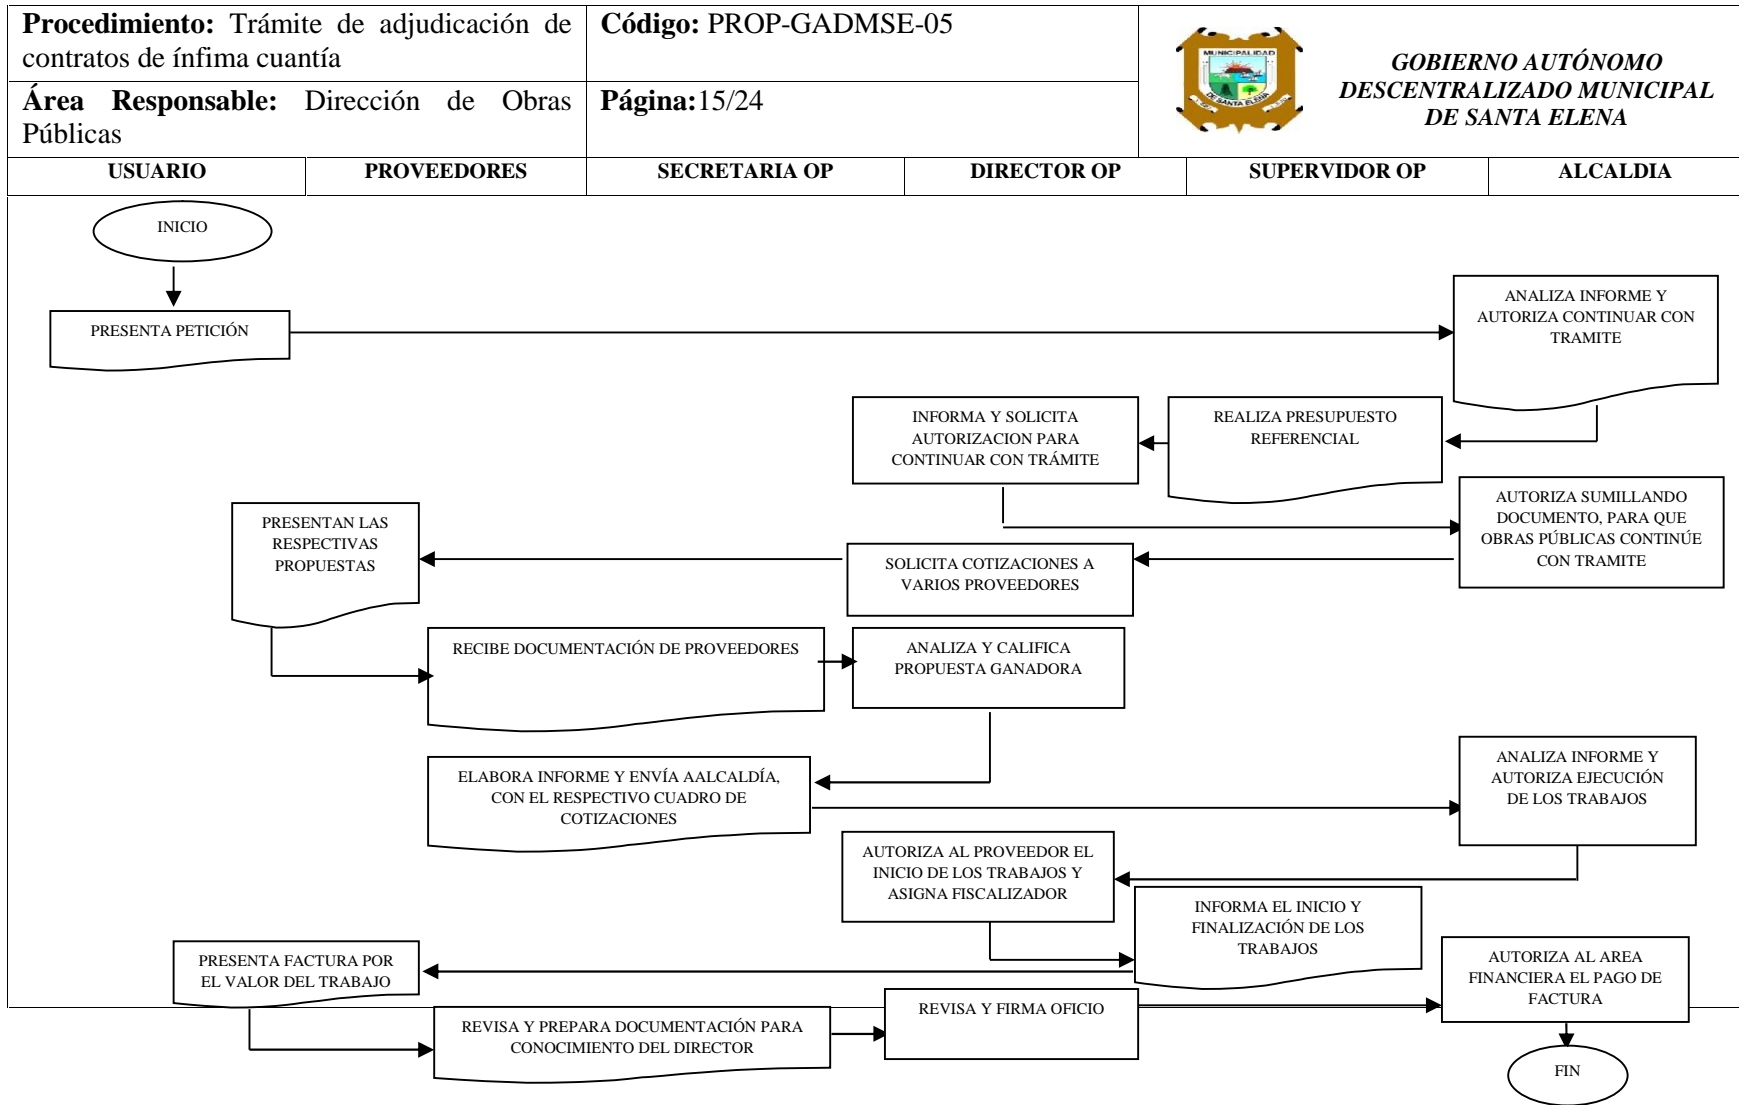 Procedimiento: Trámite de adjudicación de
contratos de ínfima cuantía
Código: PROP-GADMSE-05
MUNICIPALIDAD
DE SANTA ELENA
GOBIERNO AUTÓNOMO
DESCENTRALIZADO MUNICIPAL
DE SANTA ELENA
Área Responsable: Dirección de Obras
Públicas
Página:15/24
USUARIO
PROVEEDORES
SECRETARIA OP
DIRECTOR OP
SUPERVIDOR OP
ALCALDIA
INICIO
PRESENTA PETICIÓN
ANALIZA INFORME Y
AUTORIZA CONTINUAR CON
TRAMITE
REALIZA PRESUPUESTO
REFERENCIAL
INFORMA Y SOLICITA
AUTORIZACION PARA
CONTINUAR CON TRÁMITE
AUTORIZA SUMILLANDO
DOCUMENTO, PARA QUE
OBRAS PÚBLICAS CONTINÚE
CON TRAMITE
SOLICITA COTIZACIONES A
VARIOS PROVEEDORES
PRESENTAN LAS
RESPECTIVAS
PROPUESTAS
RECIBE DOCUMENTACIÓN DE PROVEEDORES
ANALIZA Y CALIFICA
PROPUESTA GANADORA
ELABORA INFORME Y ENVÍA AALCALDÍA,
CON EL RESPECTIVO CUADRO DE
COTIZACIONES
ANALIZA INFORME Y
AUTORIZA EJECUCIÓN
DE LOS TRABAJOS
AUTORIZA AL PROVEEDOR EL
INICIO DE LOS TRABAJOS Y
ASIGNA FISCALIZADOR
INFORMA EL INICIO Y
FINALIZACIÓN DE LOS
TRABAJOS
PRESENTA FACTURA POR
EL VALOR DEL TRABAJO
REVISA Y PREPARA DOCUMENTACIÓN PARA
CONOCIMIENTO DEL DIRECTOR
REVISA Y FIRMA OFICIO
AUTORIZA AL AREA
FINANCIERA EL PAGO DE
FACTURA
FIN